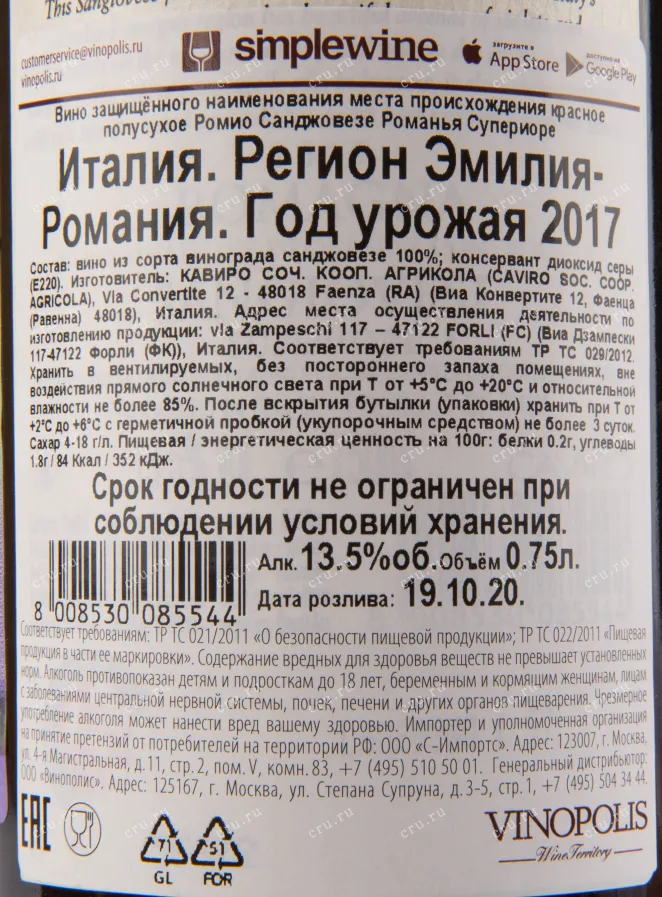 This Sangiovese
customerservice@vinopolis.ru
vinopolis.ru
simplewine
загрузите в
App Store
доступно на
Google Play
Вино защищённого наименования места происхождения красное
полусухое Ромио Санджовезе Романья Супериоре
Италия. Регион Эмилия-
Романия. Год урожая 2017
Состав: вино из сорта винограда санджовезе 100%; консервант диоксид серы
(E220). Изготовитель: КАВИРО СОЧ. КООП. АГРИКОЛА (CAVIRO SOC. COOP.
AGRICOLA), Via Convertite 12 - 48018 Faenza (RA) (Виа Конвертите 12, Фаенца
(Равенна) 48018), Италия. Адрес места осуществления деятельности по
изготовлению продукции: via Zampeschi 117 – 47122 FORLI (FC) (Виа Дзампески
117-47122 Форли (ФК)), Италия. Соответствует требованиям ТР ТС 029/2012.
Хранить в вентилируемых, без постороннего запаха помещениях, вне
воздействия прямого солнечного света при Т от +5°С до +20°С и относительной
влажности не более 85%. После вскрытия бутылки (упаковки) хранить при Т от
+2°С до +6°С с герметичной пробкой (укупорочным средством) не более 3 суток.
Сахар 4-18 г/л. Пищевая / энергетическая ценность на 100г: белки 0.2г, углеводы
1.8г / 84 Ккал / 352 кДж.
Срок годности не ограничен при
соблюдении условий хранения.
Алк. 13.5%об. Объём 0.75л.
Дата розлива: 19.10.20.
8 008530 085544
Соответствует требованиям: ТР ТС 021/2011 «О безопасности пищевой продукции»; ТР ТС 022/2011 «Пищевая
продукция в части ее маркировки». Содержание вредных для здоровья веществ не превышает установленных
норм. Алкоголь противопоказан детям и подросткам до 18 лет, беременным и кормящим женщинам, лицам
с заболеваниями центральной нервной системы, почек, печени и других органов пищеварения. Чрезмерное
употребление алкоголя может нанести вред вашему здоровью. Импортер и уполномоченная организация
на принятие претензий от потребителей на территории РФ: ООО «С-Импортс». Адрес: 123007, г. Москва,
ул. 4-я Магистральная, д. 11, стр. 2, пом. V, комн. 83, +7 (495) 510 50 01. Генеральный дистрибьютор:
ООО «Винополис». Адрес: 125167, г. Москва, ул. Степана Супруна, д. 3-5, стр. 1, +7 (495) 504 34 44.
EAC
71
GL
51
FOR
VINOPOLIS
Wine Territory